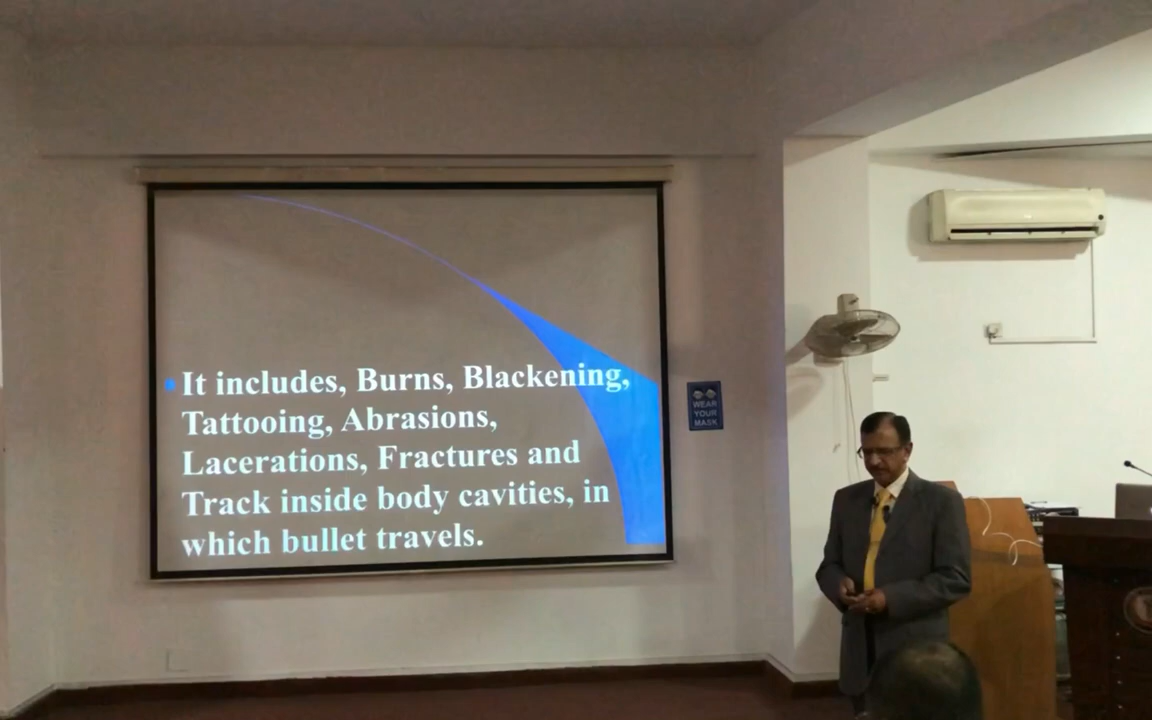 It includes, Burns, Blackening,
Tattooing, Abrasions,
Lacerations, Fractures and
Track inside body cavities, in
which bullet travels.
WEAR
YOUR
MASK